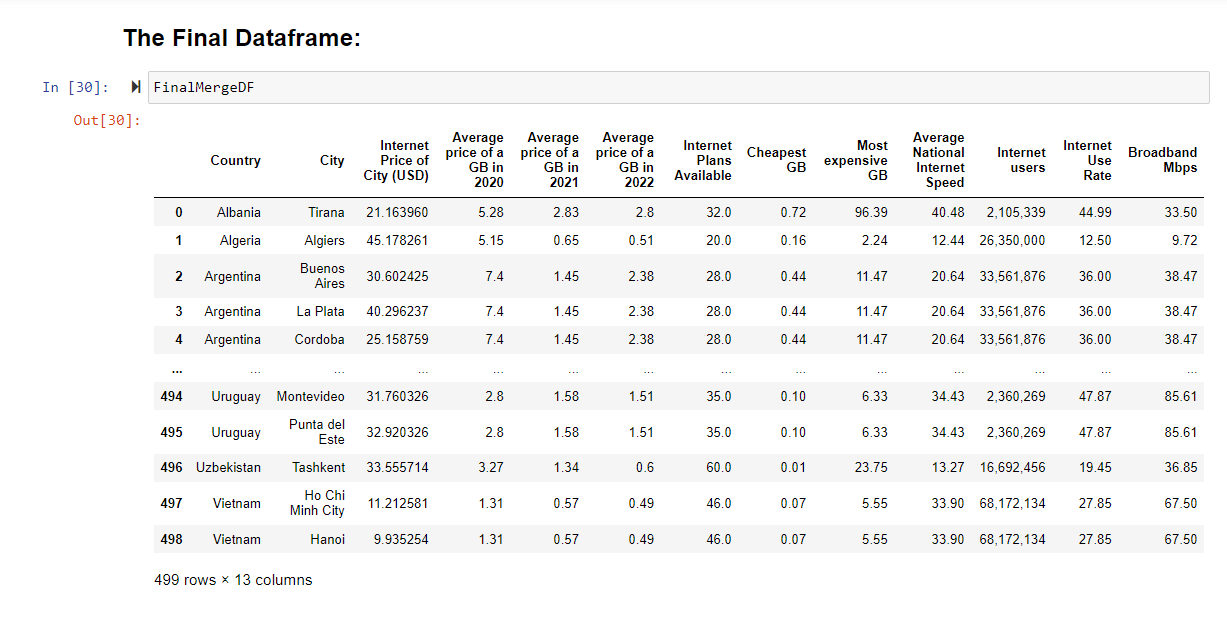 The Final Dataframe:
In [30]: FinalMergeDF
Out[30]:
Country City Internet Price of City (USD) Average price of a GB in 2020 Average price of a GB in 2021 Average price of a GB in 2022 Internet Plans Available Cheapest GB Most expensive GB Average National Internet Speed Internet users Internet Use Rate Broadband Mbps
0 Albania Tirana 21.163960 5.28 2.83 2.8 32.0 0.72 96.39 40.48 2,105,339 44.99 33.50
1 Algeria Algiers 45.178261 5.15 0.65 0.51 20.0 0.16 2.24 12.44 26,350,000 12.50 9.72
2 Argentina Buenos Aires 30.602425 7.4 1.45 2.38 28.0 0.44 11.47 20.64 33,561,876 36.00 38.47
3 Argentina La Plata 40.296237 7.4 1.45 2.38 28.0 0.44 11.47 20.64 33,561,876 36.00 38.47
4 Argentina Cordoba 25.158759 7.4 1.45 2.38 28.0 0.44 11.47 20.64 33,561,876 36.00 38.47
... ... ... ... ... ... ... ... ... ... ... ... ... ...
494 Uruguay Montevideo 31.760326 2.8 1.58 1.51 35.0 0.10 6.33 34.43 2,360,269 47.87 85.61
495 Uruguay Punta del Este 32.920326 2.8 1.58 1.51 35.0 0.10 6.33 34.43 2,360,269 47.87 85.61
496 Uzbekistan Tashkent 33.555714 3.27 1.34 0.6 60.0 0.01 23.75 13.27 16,692,456 19.45 36.85
497 Vietnam Ho Chi Minh City 11.212581 1.31 0.57 0.49 46.0 0.07 5.55 33.90 68,172,134 27.85 67.50
498 Vietnam Hanoi 9.935254 1.31 0.57 0.49 46.0 0.07 5.55 33.90 68,172,134 27.85 67.50
499 rows × 13 columns